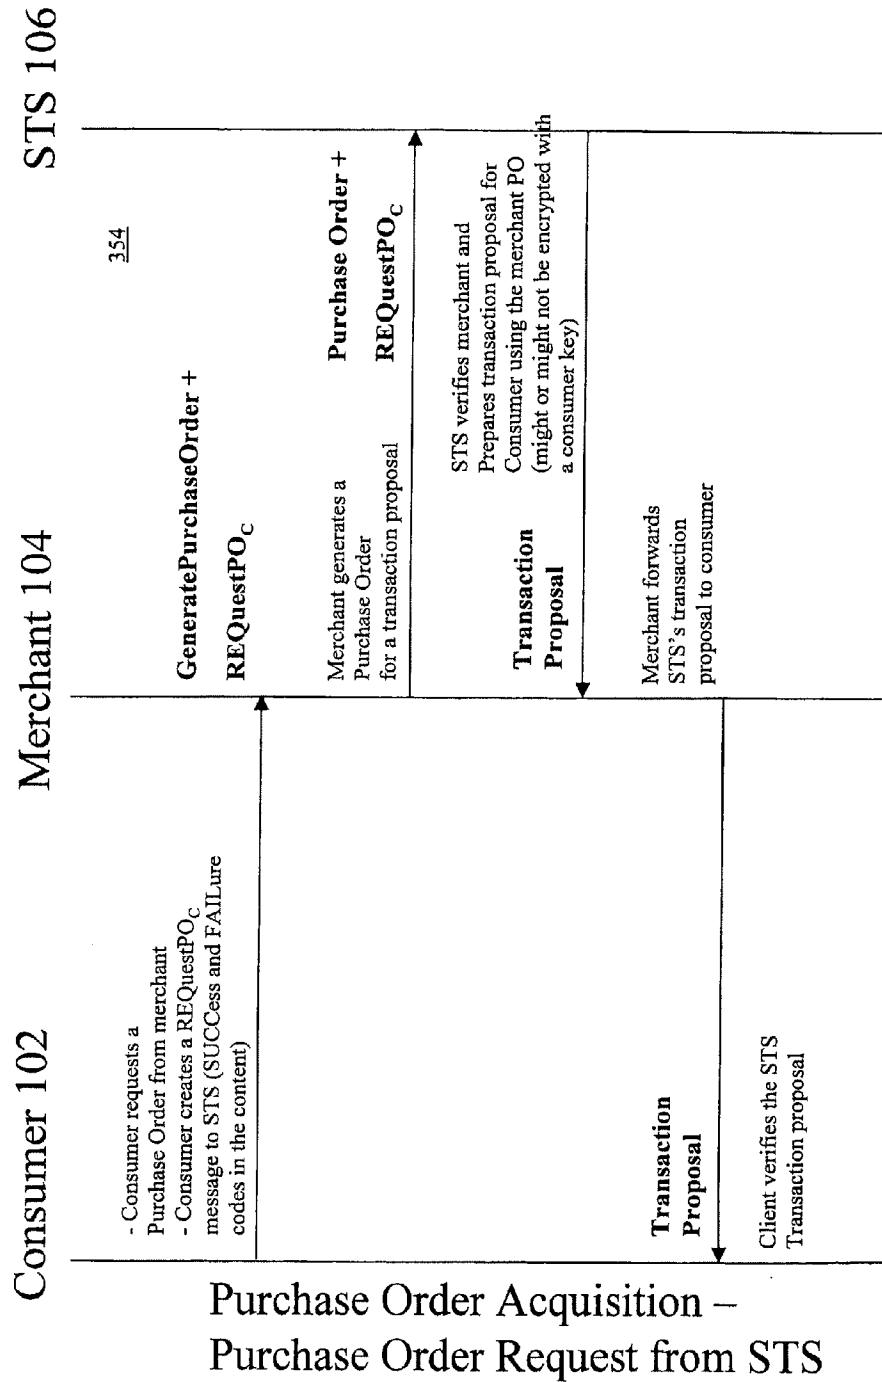 Consumer 102
Merchant 104
STS 106
354
- Consumer requests a
Purchase Order from merchant
- Consumer creates a REQuestPOC
message to STS (SUCCess and FAILure
codes in the content)
GeneratePurchaseOrder +
REQuestPOC
Merchant generates a
Purchase Order
for a transaction proposal
Purchase Order +
REQuestPOC
STS verifies merchant and
Prepares transaction proposal for
Consumer using the merchant PO
(might or might not be encrypted with
a consumer key)
Transaction
Proposal
Merchant forwards
STS's transaction
proposal to consumer
Transaction
Proposal
Client verifies the STS
Transaction proposal
Purchase Order Acquisition –
Purchase Order Request from STS